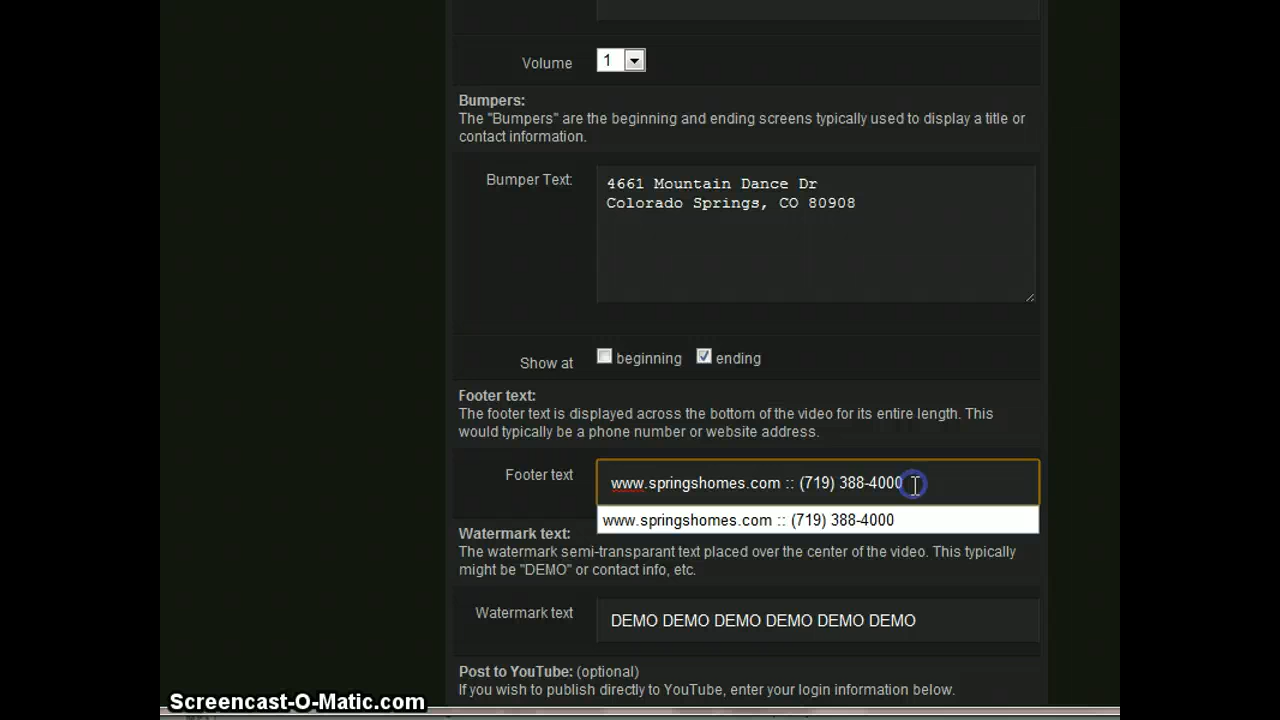 Volume
1
Bumpers:
The "Bumpers" are the beginning and ending screens typically used to display a title or
contact information.
Bumper Text:
4661 Mountain Dance Dr
Colorado Springs, CO 80908
Show at
beginning
ending
Footer text:
The footer text is displayed across the bottom of the video for its entire length. This
would typically be a phone number or website address.
Footer text
www.springshomes.com :: (719) 388-4000
www.springshomes.com :: (719) 388-4000
Watermark text:
The watermark semi-transparant text placed over the center of the video. This typically
might be "DEMO" or contact info, etc.
Watermark text
DEMO DEMO DEMO DEMO DEMO DEMO
Post to YouTube: (optional)
If you wish to publish directly to YouTube, enter your login information below.
Screencast-O-Matic.com